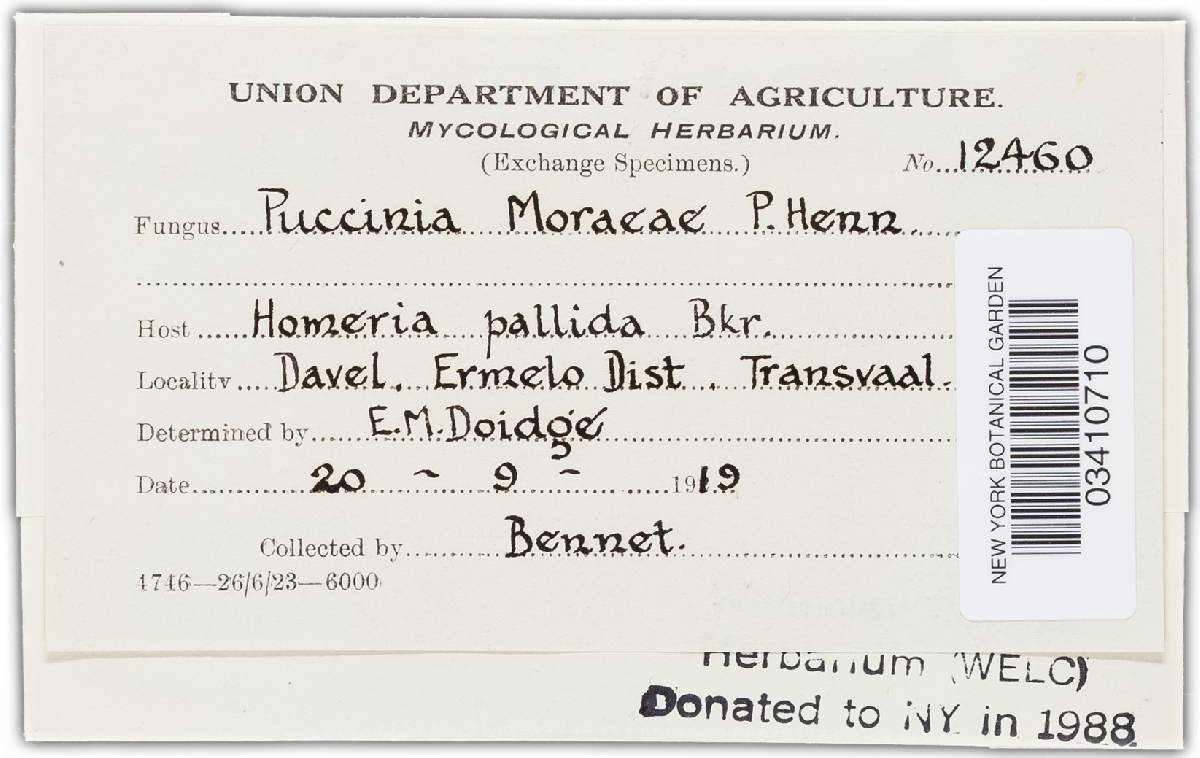 UNION DEPARTMENT OF AGRICULTURE.
MYCOLOGICAL HERBARIUM.
(Exchange Specimens.)
No. 12460
Fungus Puccinia Moraeae P. Henn
Host Homeria pallida Bkr.
Locality Davel. Ermelo Dist. Transvaal.
Determined by E.M. Doidge
Date 20 - 9 - 1919
Collected by Bennet.
1746—26/6/23—6000
NEW YORK BOTANICAL GARDEN
03410710
Herbarium (WELC)
Donated to NY in 1988